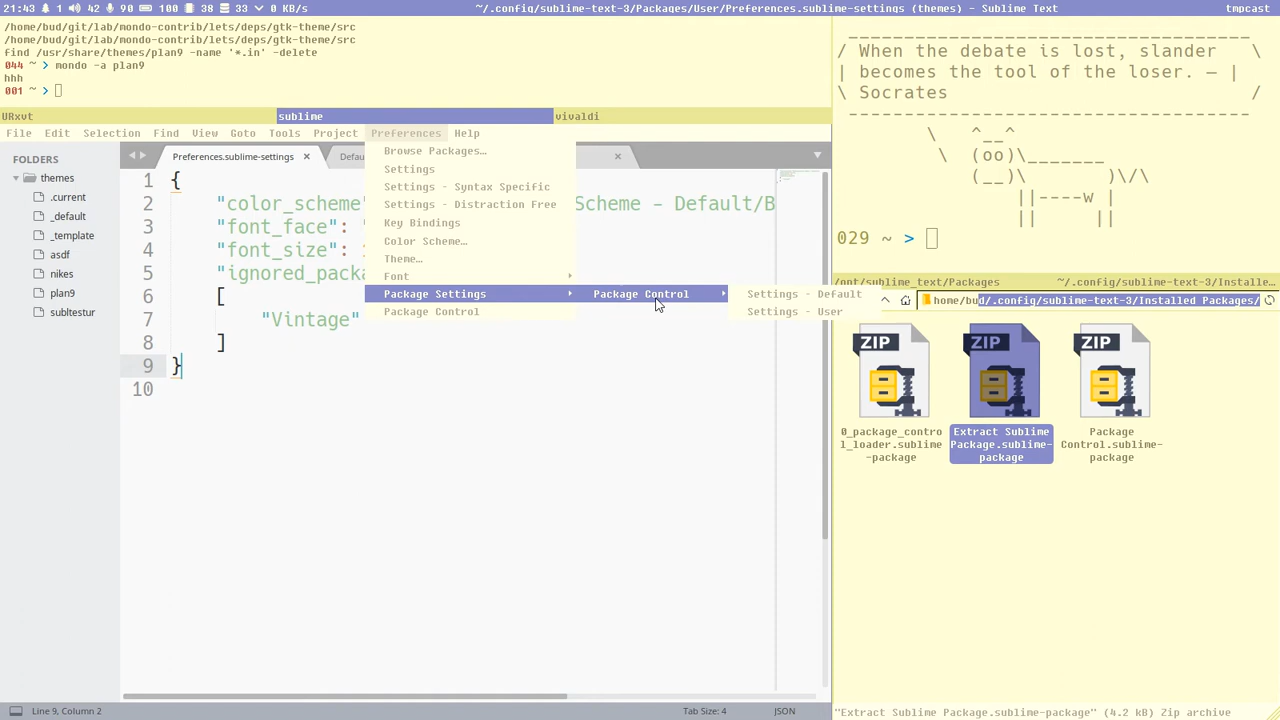 21:43 1 42 90 38 33 0 KB/s
~/.config/sublime-text-3/Packages/User/Preferences.sublime-settings (themes) - Sublime Text
tmpcast
/home/bud/git/lab/mondo-contrib/lets/deps/gtk-theme/src
/home/bud/git/lab/mondo-contrib/lets/deps/gtk-theme/src
find /usr/share/themes/plan9 -name '*.in' -delete
044 ~ > mondo -a plan9
hhh
001 ~ >
URxvt
sublime
vivaldi
File Edit Selection Find View Goto Tools Project Preferences Help
FOLDERS
themes
.current
_default
_template
asdf
nikes
plan9
subltestur
Preferences.sublime-settings ×
Defau
×
1 {
2 "color_scheme" Scheme - Default/B
3 "font_face": "
4 "font_size":
5 "ignored_packa
6 [
7 "Vintage"
8 ]
9 }
10
Browse Packages…
Settings
Settings - Syntax Specific
Settings - Distraction Free
Key Bindings
Color Scheme…
Theme…
Font
Package Settings
Package Control
Package Control
Settings - Default
Settings - User
Line 9, Column 2
Tab Size: 4
JSON
___________________________________
/ When the debate is lost, slander \
| becomes the tool of the loser. — |
\ Socrates /
-----------------------------------
\ ^__^
\ (oo)\_______
(__)\ )\/\
||----w |
|| ||
029 ~ >
/opt/sublime_text/Packages
~/.config/sublime-text-3/Installe...
home/bud/.config/sublime-text-3/Installed Packages/
ZIP
ZIP
ZIP
0_package_contro
l_loader.sublime
-package
Extract Sublime
Package.sublime-
package
Package
Control.sublime-
package
"Extract Sublime Package.sublime-package" (4.2 kB) Zip archive